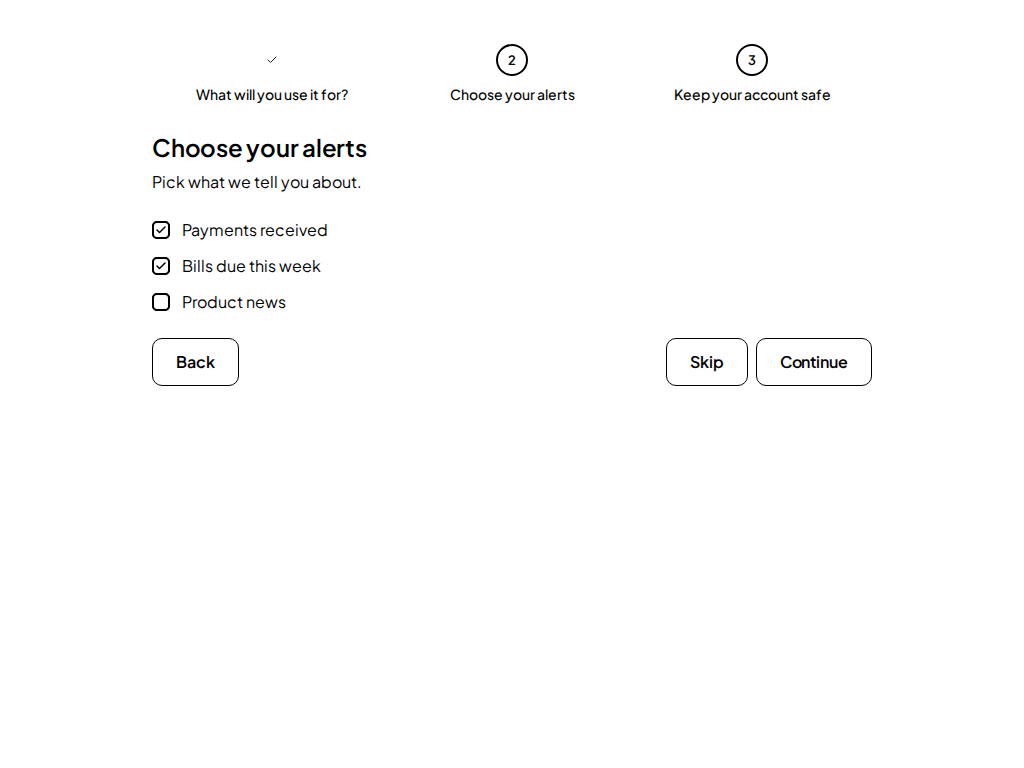 2
3
What will you use it for?
Choose your alerts
Keep your account safe
Choose your alerts
Pick what we tell you about.
Payments received
Bills due this week
Product news
Back
Skip
Continue